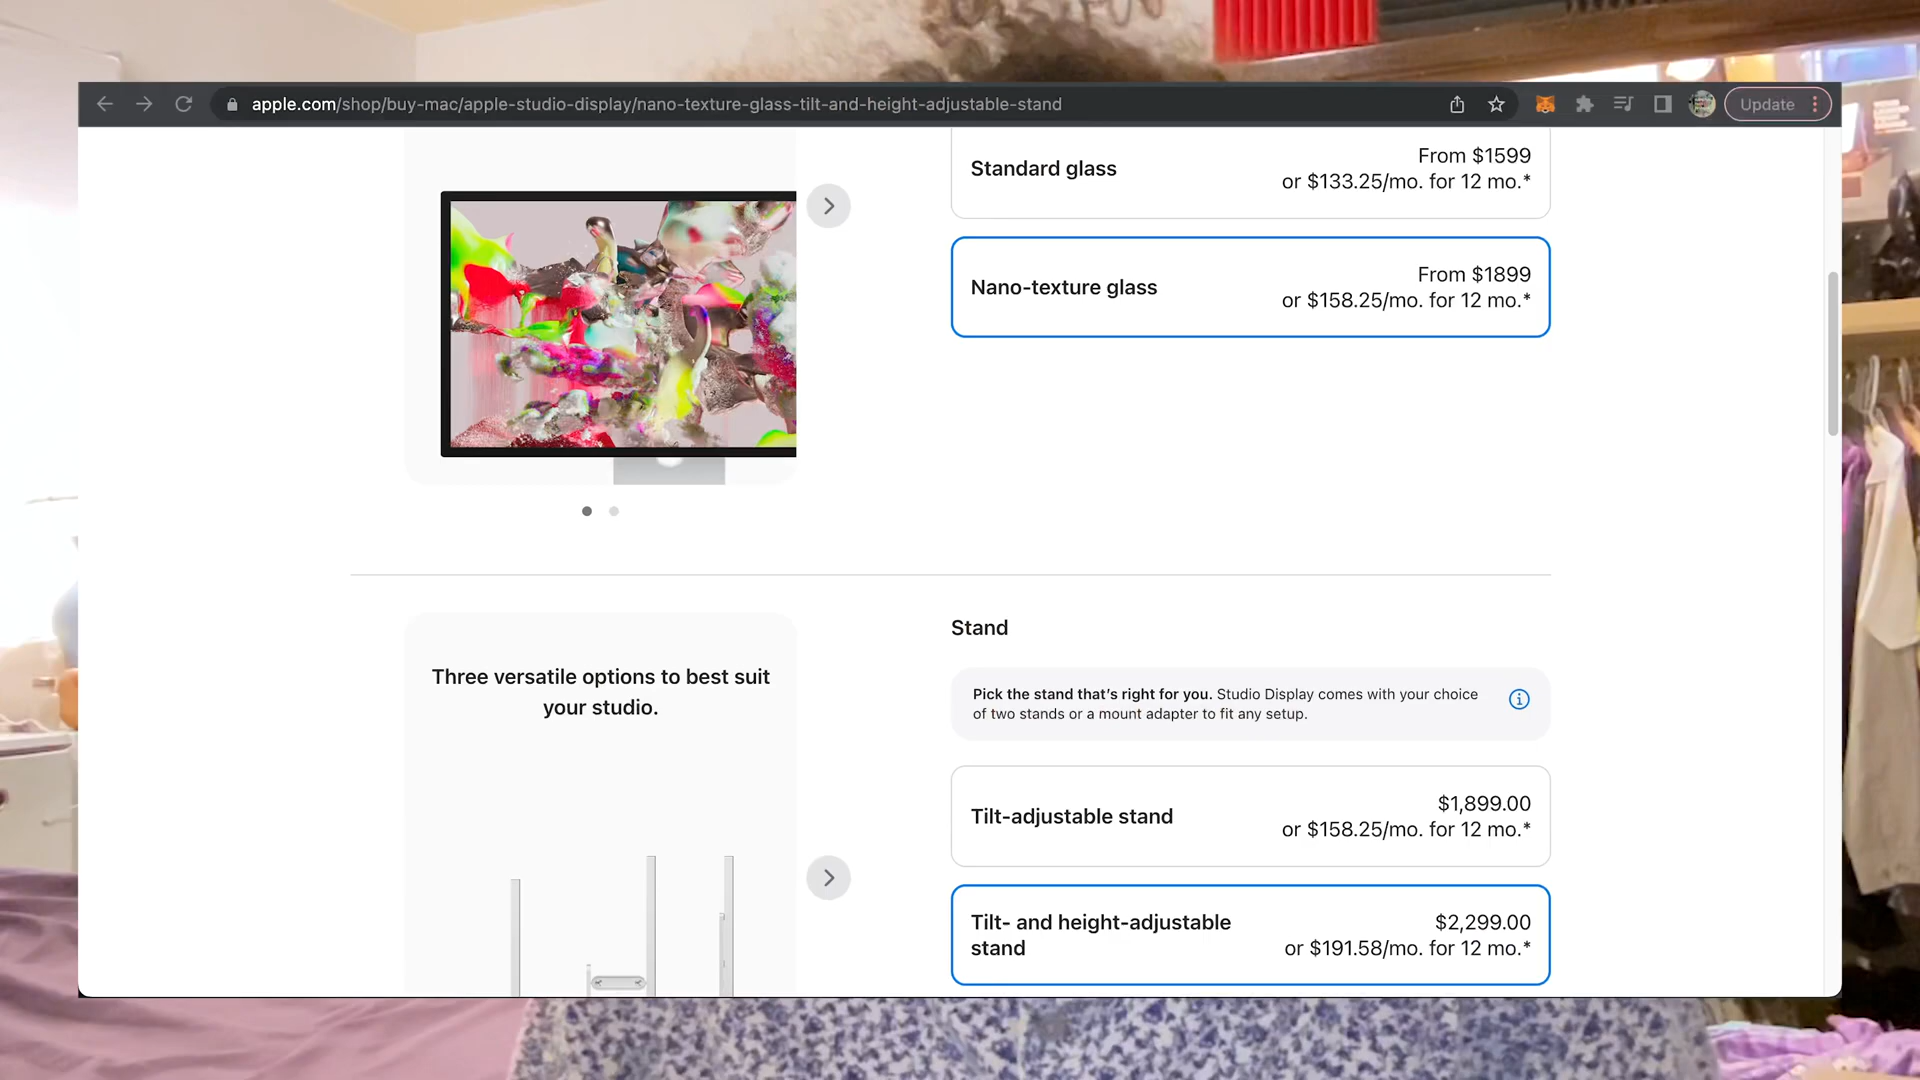 apple.com/shop/buy-mac/apple-studio-display/nano-texture-glass-tilt-and-height-adjustable-stand
Update
Standard glass
From $1599
or $133.25/mo. for 12 mo.*
Nano-texture glass
From $1899
or $158.25/mo. for 12 mo.*
Three versatile options to best suit
your studio.
Stand
Pick the stand that's right for you. Studio Display comes with your choice
of two stands or a mount adapter to fit any setup.
Tilt-adjustable stand
$1,899.00
or $158.25/mo. for 12 mo.*
Tilt- and height-adjustable
stand
$2,299.00
or $191.58/mo. for 12 mo.*